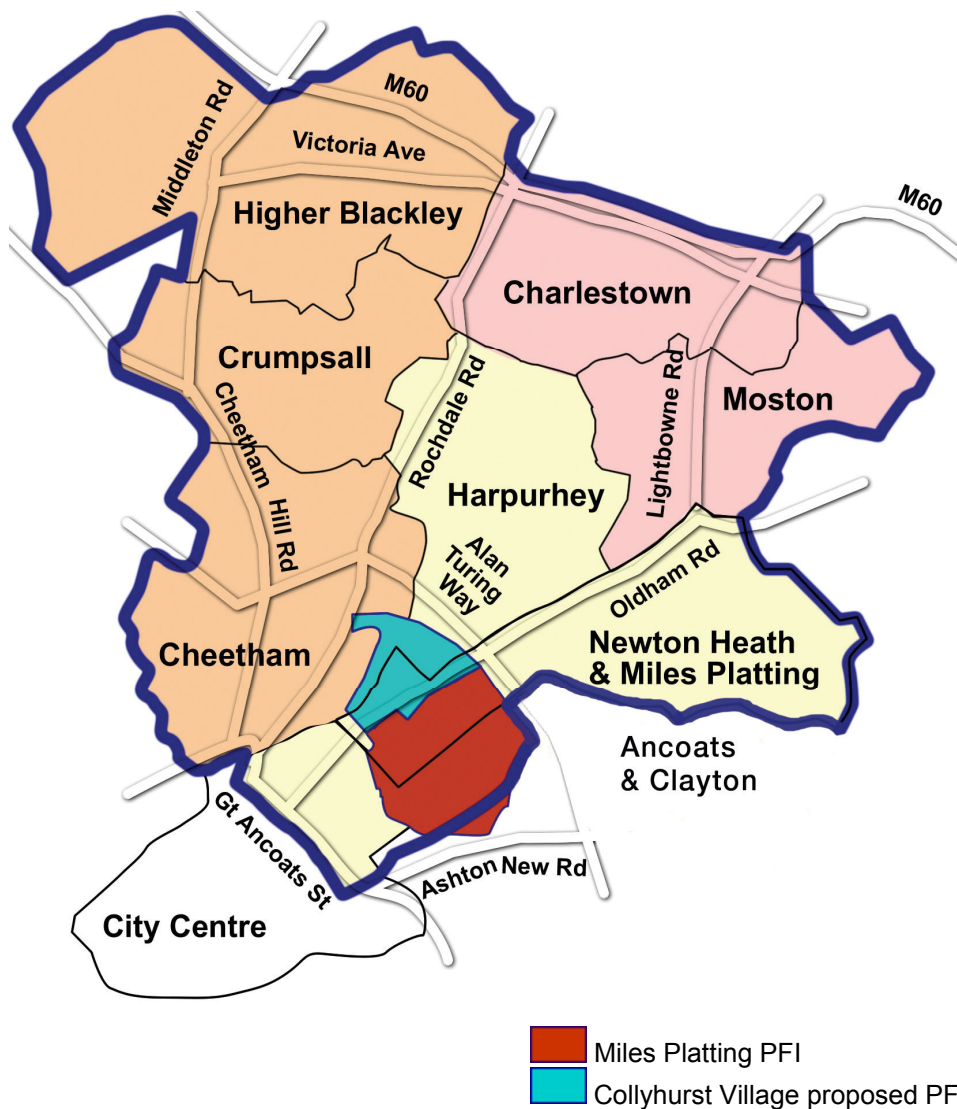 M60
Middleton Rd
Victoria Ave
Higher Blackley
M60
Charlestown
Crumpsall
Moston
Cheetham Hill Rd
Rochdale Rd
Lightbowne Rd
Harpurhey
Alan
Turing
Way
Oldham Rd
Cheetham
Newton Heath
& Miles Platting
Ancoats
& Clayton
Gt Ancoats St
Ashton New Rd
City Centre
Miles Platting PFI
Collyhurst Village proposed PF